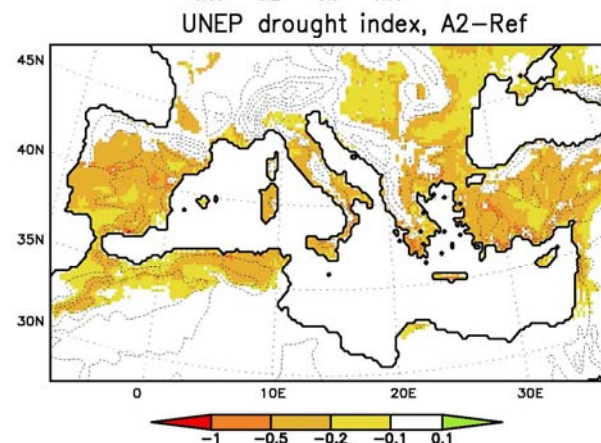 UNEP drought index, A2-Ref
45N
40N
35N
30N
0 10E 20E 30E
-1 -0.5 -0.2 -0.1 0.1